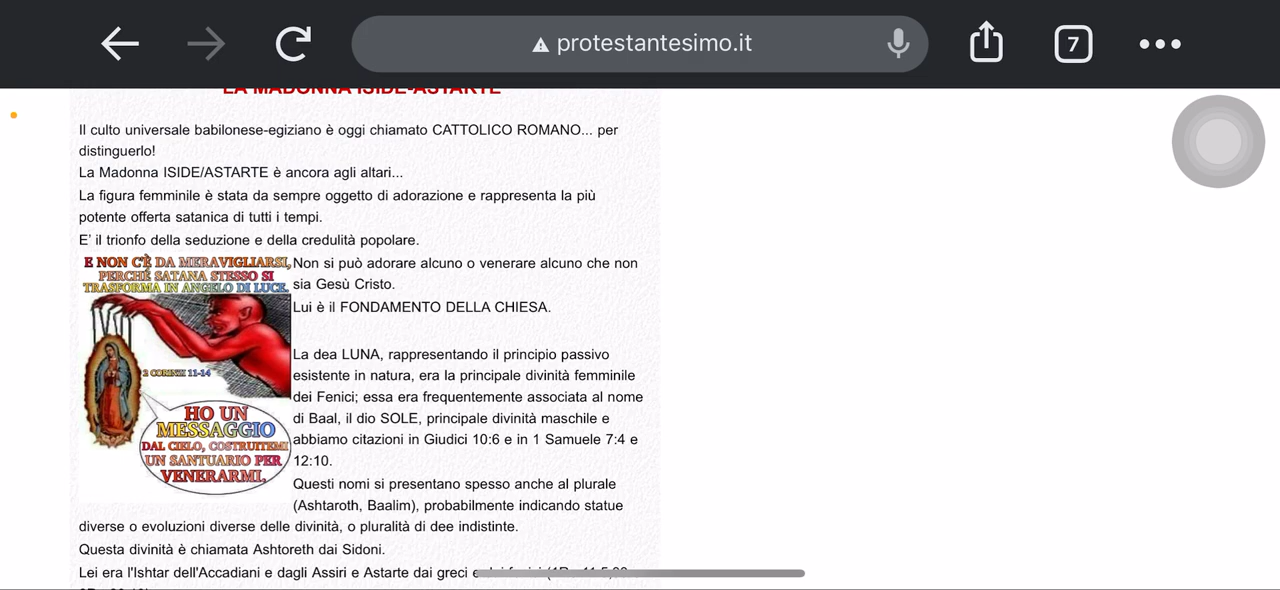 protestantesimo.it
7
LA MADONNA ISIDE-ASTARTE
Il culto universale babilonese-egiziano è oggi chiamato CATTOLICO ROMANO... per
distinguerlo!
La Madonna ISIDE/ASTARTE è ancora agli altari...
La figura femminile è stata da sempre oggetto di adorazione e rappresenta la più
potente offerta satanica di tutti i tempi.
E' il trionfo della seduzione e della credulità popolare.
E NON C'È DA MERAVIGLIARSI,
PERCHÉ SATANA STESSO SI
TRASFORMA IN ANGELO DI LUCE.
2 CORINZI 11-14
HO UN
MESSAGGIO
DAL CIELO, COSTRUITEMI
UN SANTUARIO PER
VENERARMI,
Non si può adorare alcuno o venerare alcuno che non
sia Gesù Cristo.
Lui è il FONDAMENTO DELLA CHIESA.
La dea LUNA, rappresentando il principio passivo
esistente in natura, era la principale divinità femminile
dei Fenici; essa era frequentemente associata al nome
di Baal, il dio SOLE, principale divinità maschile e
abbiamo citazioni in Giudici 10:6 e in 1 Samuele 7:4 e
12:10.
Questi nomi si presentano spesso anche al plurale
(Ashtaroth, Baalim), probabilmente indicando statue
diverse o evoluzioni diverse delle divinità, o pluralità di dee indistinte.
Questa divinità è chiamata Ashtoreth dai Sidoni.
Lei era l'Ishtar dell'Accadiani e dagli Assiri e Astarte dai greci